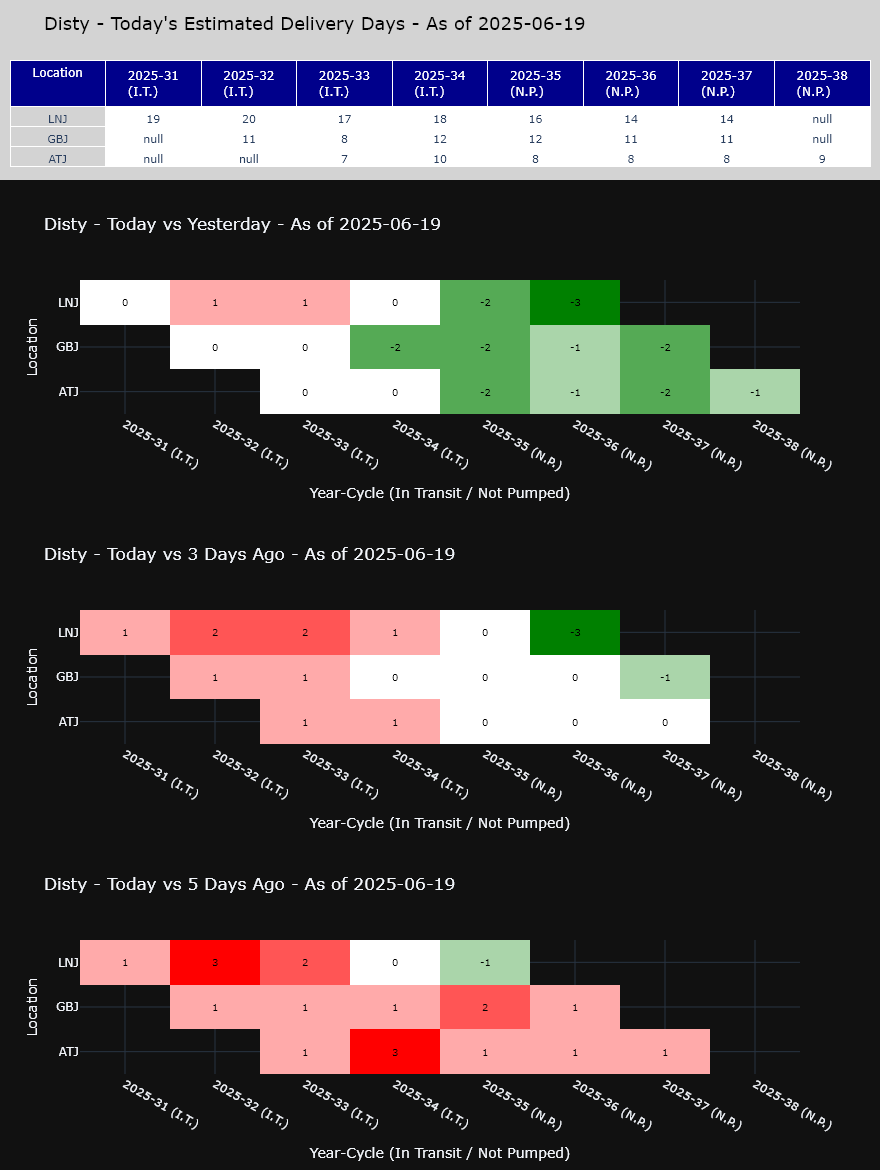 Disty - Today's Estimated Delivery Days - As of 2025-06-19
Location 2025-31 (I.T.) 2025-32 (I.T.) 2025-33 (I.T.) 2025-34 (I.T.) 2025-35 (N.P.) 2025-36 (N.P.) 2025-37 (N.P.) 2025-38 (N.P.)
LNJ 19 20 17 18 16 14 14 null
GBJ null 11 8 12 12 11 11 null
ATJ null null 7 10 8 8 8 9
Disty - Today vs Yesterday - As of 2025-06-19
Location
LNJ 0 1 1 0 -2 -3
GBJ 0 0 -2 -2 -1 -2
ATJ 0 0 -2 -1 -2 -1
2025-31 (I.T.) 2025-32 (I.T.) 2025-33 (I.T.) 2025-34 (I.T.) 2025-35 (N.P.) 2025-36 (N.P.) 2025-37 (N.P.) 2025-38 (N.P.)
Year-Cycle (In Transit / Not Pumped)
Disty - Today vs 3 Days Ago - As of 2025-06-19
Location
LNJ 1 2 2 1 0 -3
GBJ 1 1 0 0 0 -1
ATJ 1 1 0 0 0
2025-31 (I.T.) 2025-32 (I.T.) 2025-33 (I.T.) 2025-34 (I.T.) 2025-35 (N.P.) 2025-36 (N.P.) 2025-37 (N.P.) 2025-38 (N.P.)
Year-Cycle (In Transit / Not Pumped)
Disty - Today vs 5 Days Ago - As of 2025-06-19
Location
LNJ 1 3 2 0 -1
GBJ 1 1 1 2 1
ATJ 1 3 1 1 1
2025-31 (I.T.) 2025-32 (I.T.) 2025-33 (I.T.) 2025-34 (I.T.) 2025-35 (N.P.) 2025-36 (N.P.) 2025-37 (N.P.) 2025-38 (N.P.)
Year-Cycle (In Transit / Not Pumped)